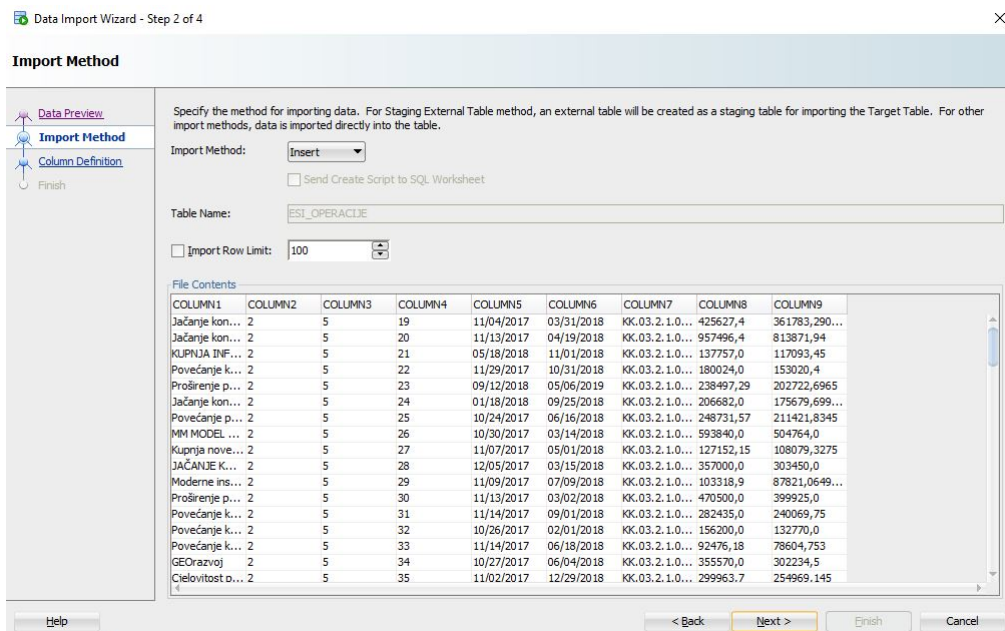 Data Import Wizard - Step 2 of 4
Import Method
Data Preview
Import Method
Column Definition
Finish
Specify the method for importing data. For Staging External Table method, an external table will be created as a staging table for importing the Target Table. For other
import methods, data is imported directly into the table.
Import Method: Insert
Send Create Script to SQL Worksheet
Table Name: ESI_OPERACIJE
Import Row Limit: 100
File Contents
COLUMN1 COLUMN2 COLUMN3 COLUMN4 COLUMN5 COLUMN6 COLUMN7 COLUMN8 COLUMN9
Jačanje kon... 2 5 19 11/04/2017 03/31/2018 KK.03.2.1.0... 425627,4 361783,290...
Jačanje kon... 2 5 20 11/13/2017 04/19/2018 KK.03.2.1.0... 957496,4 813871,94
KUPNJA INF... 2 5 21 05/18/2018 11/01/2018 KK.03.2.1.0... 137757,0 117093,45
Povećanje k... 2 5 22 11/29/2017 10/31/2018 KK.03.2.1.0... 180024,0 153020,4
Proširenje p... 2 5 23 09/12/2018 05/06/2019 KK.03.2.1.0... 238497,29 202722,6965
Jačanje kon... 2 5 24 01/18/2018 09/25/2018 KK.03.2.1.0... 206682,0 175679,699...
Povećanje p... 2 5 25 10/24/2017 06/16/2018 KK.03.2.1.0... 248731,57 211421,8345
MM MODEL ... 2 5 26 10/30/2017 03/14/2018 KK.03.2.1.0... 593840,0 504764,0
Kupnja nove... 2 5 27 11/07/2017 05/01/2018 KK.03.2.1.0... 127152,15 108079,3275
JAČANJE K... 2 5 28 12/05/2017 03/15/2018 KK.03.2.1.0... 357000,0 303450,0
Moderne ins... 2 5 29 11/09/2017 07/09/2018 KK.03.2.1.0... 103318,9 87821,0649...
Proširenje p... 2 5 30 11/13/2017 03/02/2018 KK.03.2.1.0... 470500,0 399925,0
Povećanje k... 2 5 31 11/14/2017 09/01/2018 KK.03.2.1.0... 282435,0 240069,75
Povećanje k... 2 5 32 10/26/2017 02/01/2018 KK.03.2.1.0... 156200,0 132770,0
Povećanje k... 2 5 33 11/14/2017 06/18/2018 KK.03.2.1.0... 92476,18 78604,753
GEOrazvoj 2 5 34 10/27/2017 06/04/2018 KK.03.2.1.0... 355570,0 302234,5
Cjelovitost p... 2 5 35 11/02/2017 12/29/2018 KK.03.2.1.0... 299963,7 254969,145
Help < Back Next > Finish Cancel